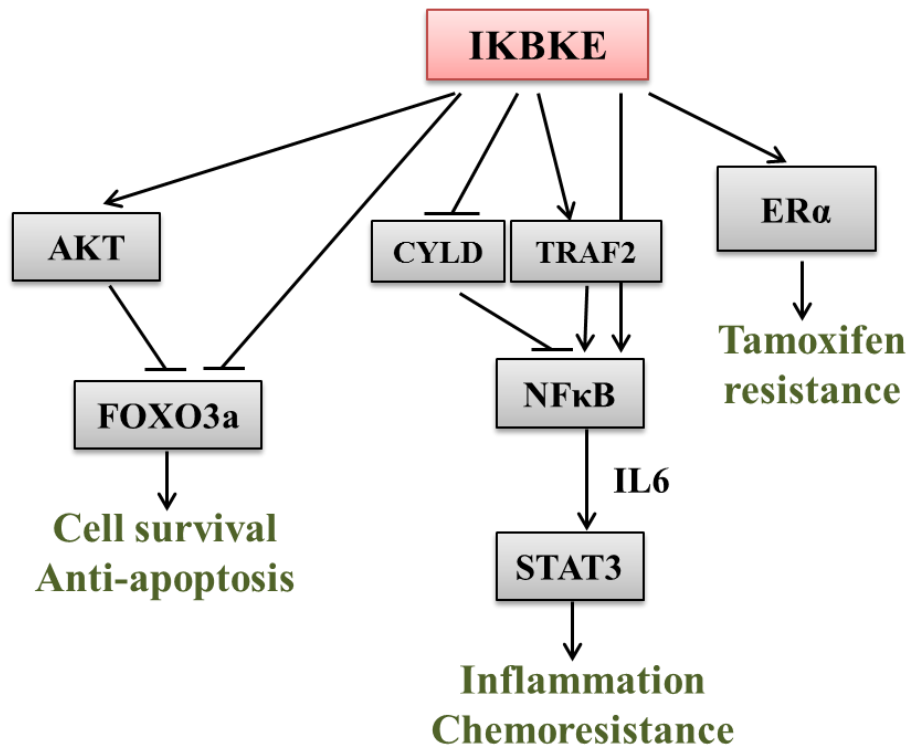 IKBKE
AKT
CYLD
TRAF2
ERα
Tamoxifen
resistance
FOXO3a
NFκB
IL6
Cell survival
Anti-apoptosis
STAT3
Inflammation
Chemoresistance